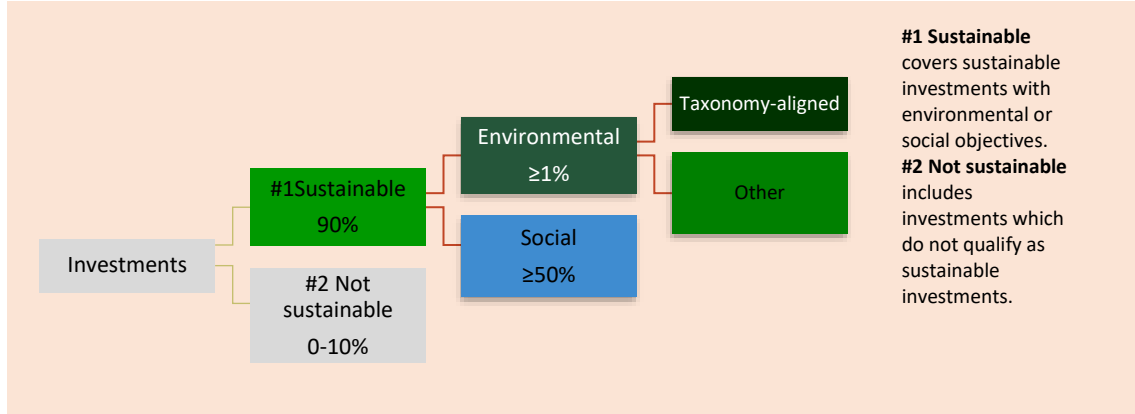 Investments
#1Sustainable
90%
#2 Not
sustainable
0-10%
Environmental
≥1%
Social
≥50%
Taxonomy-aligned
Other
#1 Sustainable
covers sustainable
investments with
environmental or
social objectives.
#2 Not sustainable
includes
investments which
do not qualify as
sustainable
investments.